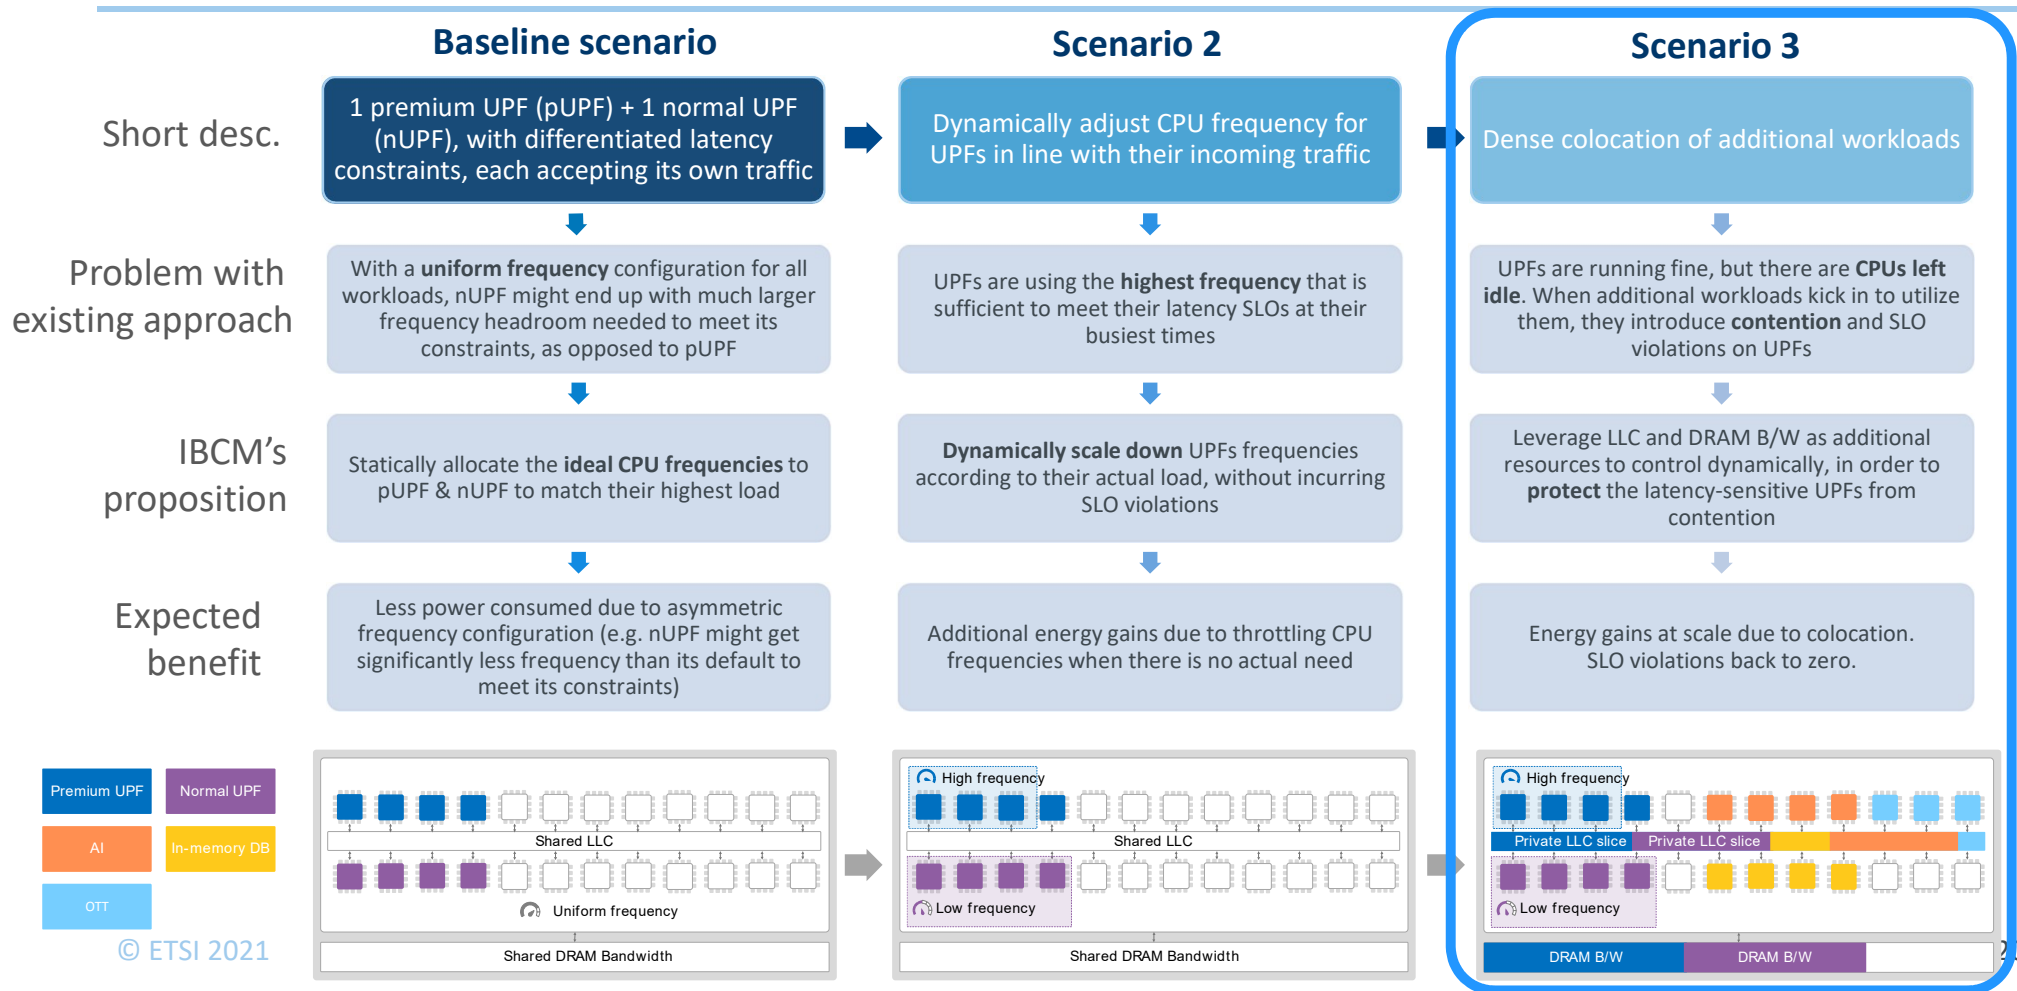 Baseline scenario
Scenario 2
Scenario 3
Short desc.
1 premium UPF (pUPF) + 1 normal UPF
(nUPF), with differentiated latency
constraints, each accepting its own traffic
Dynamically adjust CPU frequency for
UPFs in line with their incoming traffic
Dense colocation of additional workloads
Problem with
existing approach
With a uniform frequency configuration for all
workloads, nUPF might end up with much larger
frequency headroom needed to meet its
constraints, as opposed to pUPF
UPFs are using the highest frequency that is
sufficient to meet their latency SLOs at their
busiest times
UPFs are running fine, but there are CPUs left
idle. When additional workloads kick in to utilize
them, they introduce contention and SLO
violations on UPFs
IBCM’s
proposition
Statically allocate the ideal CPU frequencies to
pUPF & nUPF to match their highest load
Dynamically scale down UPFs frequencies
according to their actual load, without incurring
SLO violations
Leverage LLC and DRAM B/W as additional
resources to control dynamically, in order to
protect the latency-sensitive UPFs from
contention
Expected
benefit
Less power consumed due to asymmetric
frequency configuration (e.g. nUPF might get
significantly less frequency than its default to
meet its constraints)
Additional energy gains due to throttling CPU
frequencies when there is no actual need
Energy gains at scale due to colocation.
SLO violations back to zero.
Premium UPF
Normal UPF
AI
In-memory DB
OTT
Shared LLC
Uniform frequency
Shared DRAM Bandwidth
High frequency
Shared LLC
Low frequency
Shared DRAM Bandwidth
High frequency
Private LLC slice
Private LLC slice
Low frequency
DRAM B/W
DRAM B/W
© ETSI 2021